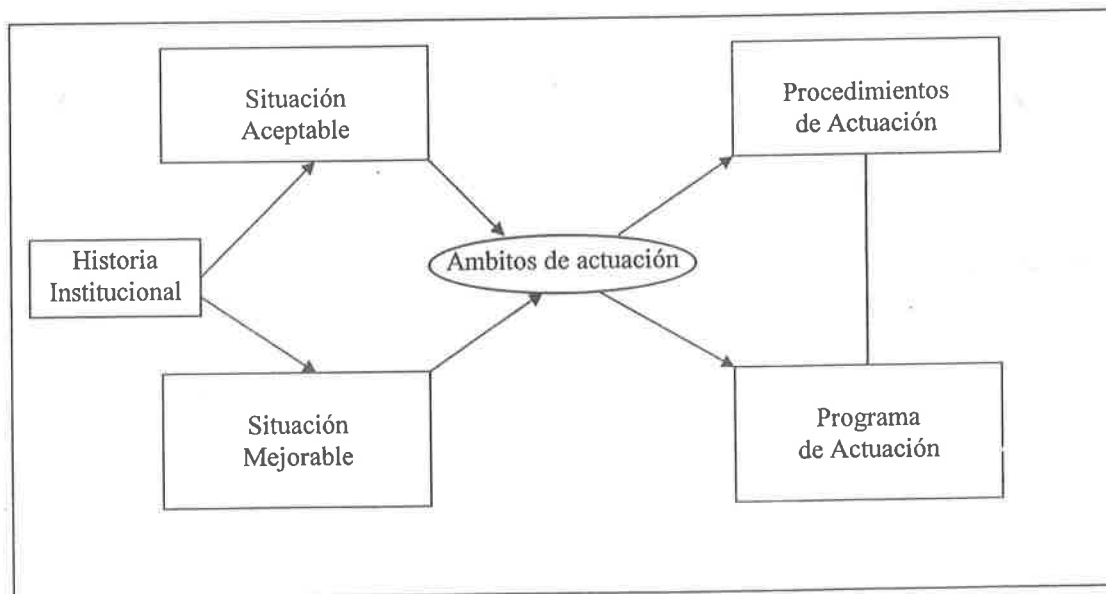 Situación
Aceptable
Procedimientos
de Actuación
Historia
Institucional
Ambitos de actuación
Situación
Mejorable
Programa
de Actuación